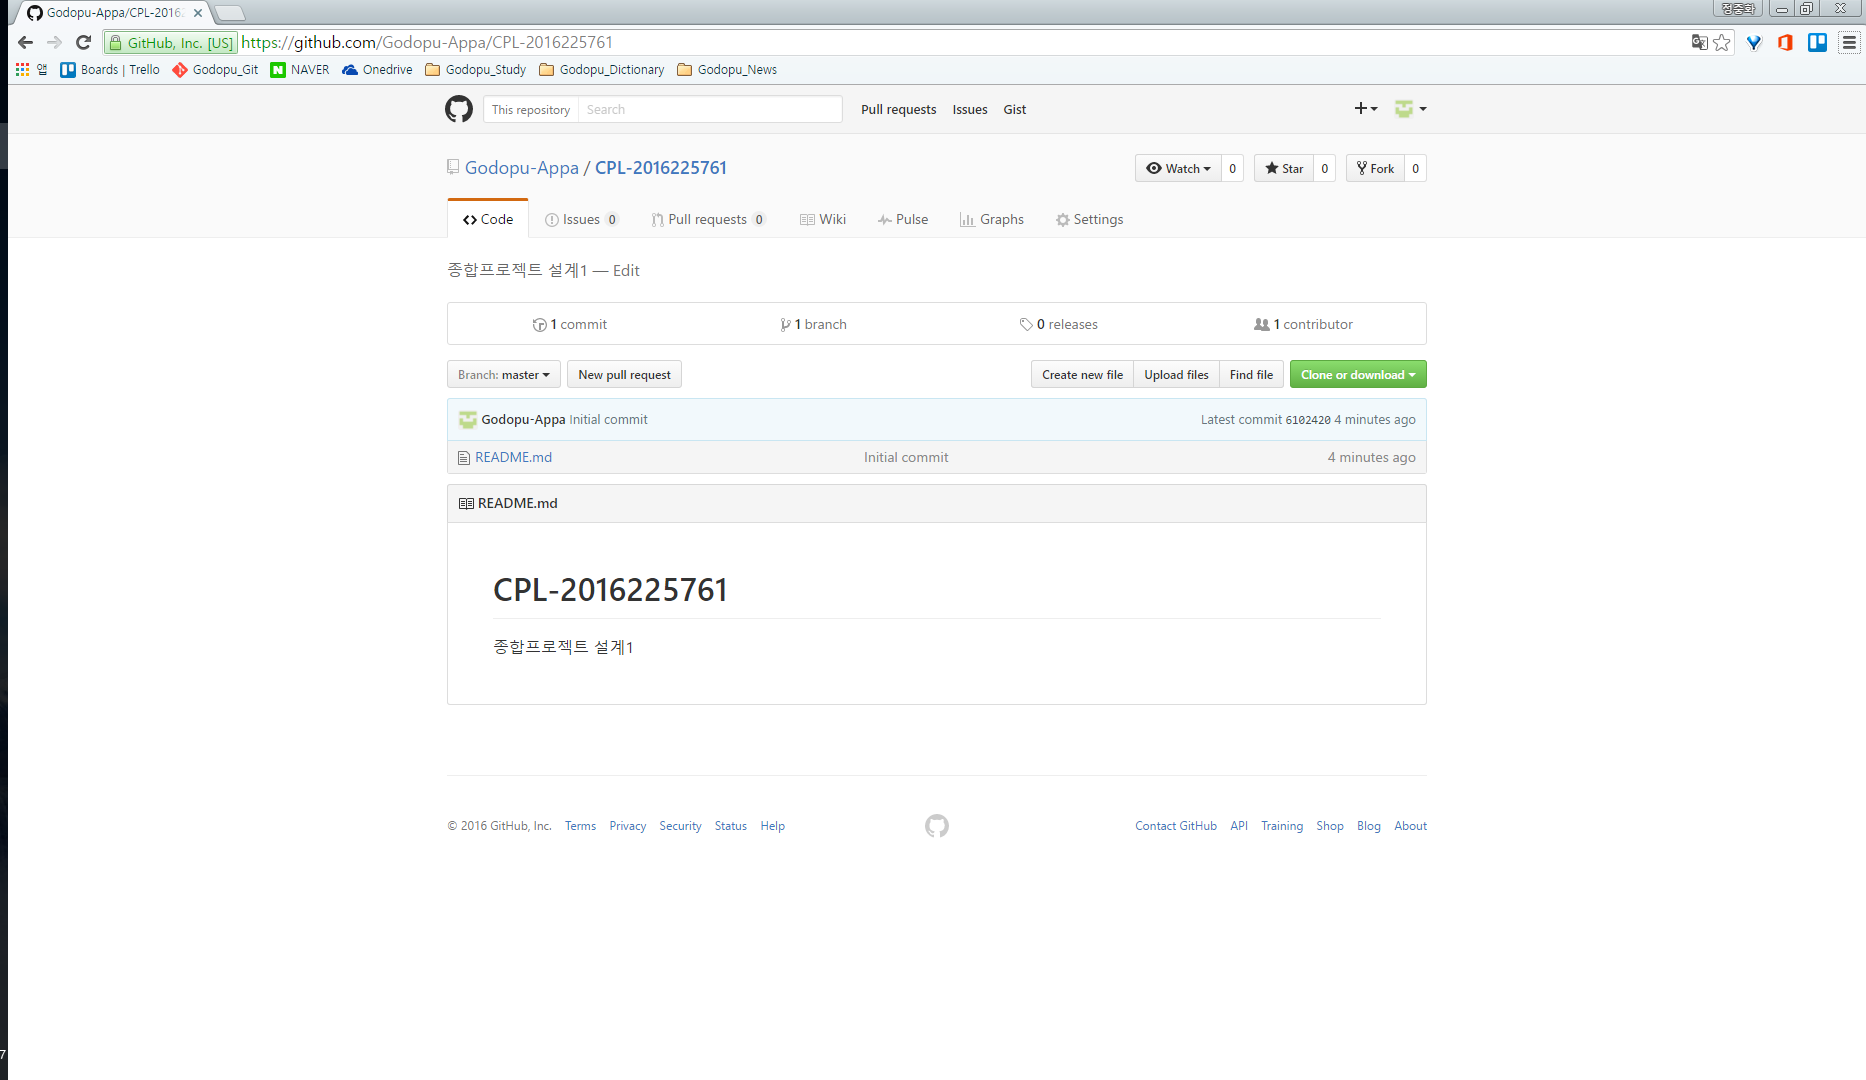 Godopu-Appa/CPL-2016
정중화
GitHub, Inc. [US] https://github.com/Godopu-Appa/CPL-2016225761
앱 Boards | Trello Godopu_Git NAVER Onedrive Godopu_Study Godopu_Dictionary Godopu_News
This repository Search Pull requests Issues Gist
Godopu-Appa / CPL-2016225761 Watch 0 Star 0 Fork 0
Code Issues 0 Pull requests 0 Wiki Pulse Graphs Settings
종합프로젝트 설계1 — Edit
1 commit 1 branch 0 releases 1 contributor
Branch: master New pull request Create new file Upload files Find file Clone or download
Godopu-Appa Initial commit Latest commit 6102420 4 minutes ago
README.md Initial commit 4 minutes ago
README.md
CPL-2016225761
종합프로젝트 설계1
© 2016 GitHub, Inc. Terms Privacy Security Status Help Contact GitHub API Training Shop Blog About
7